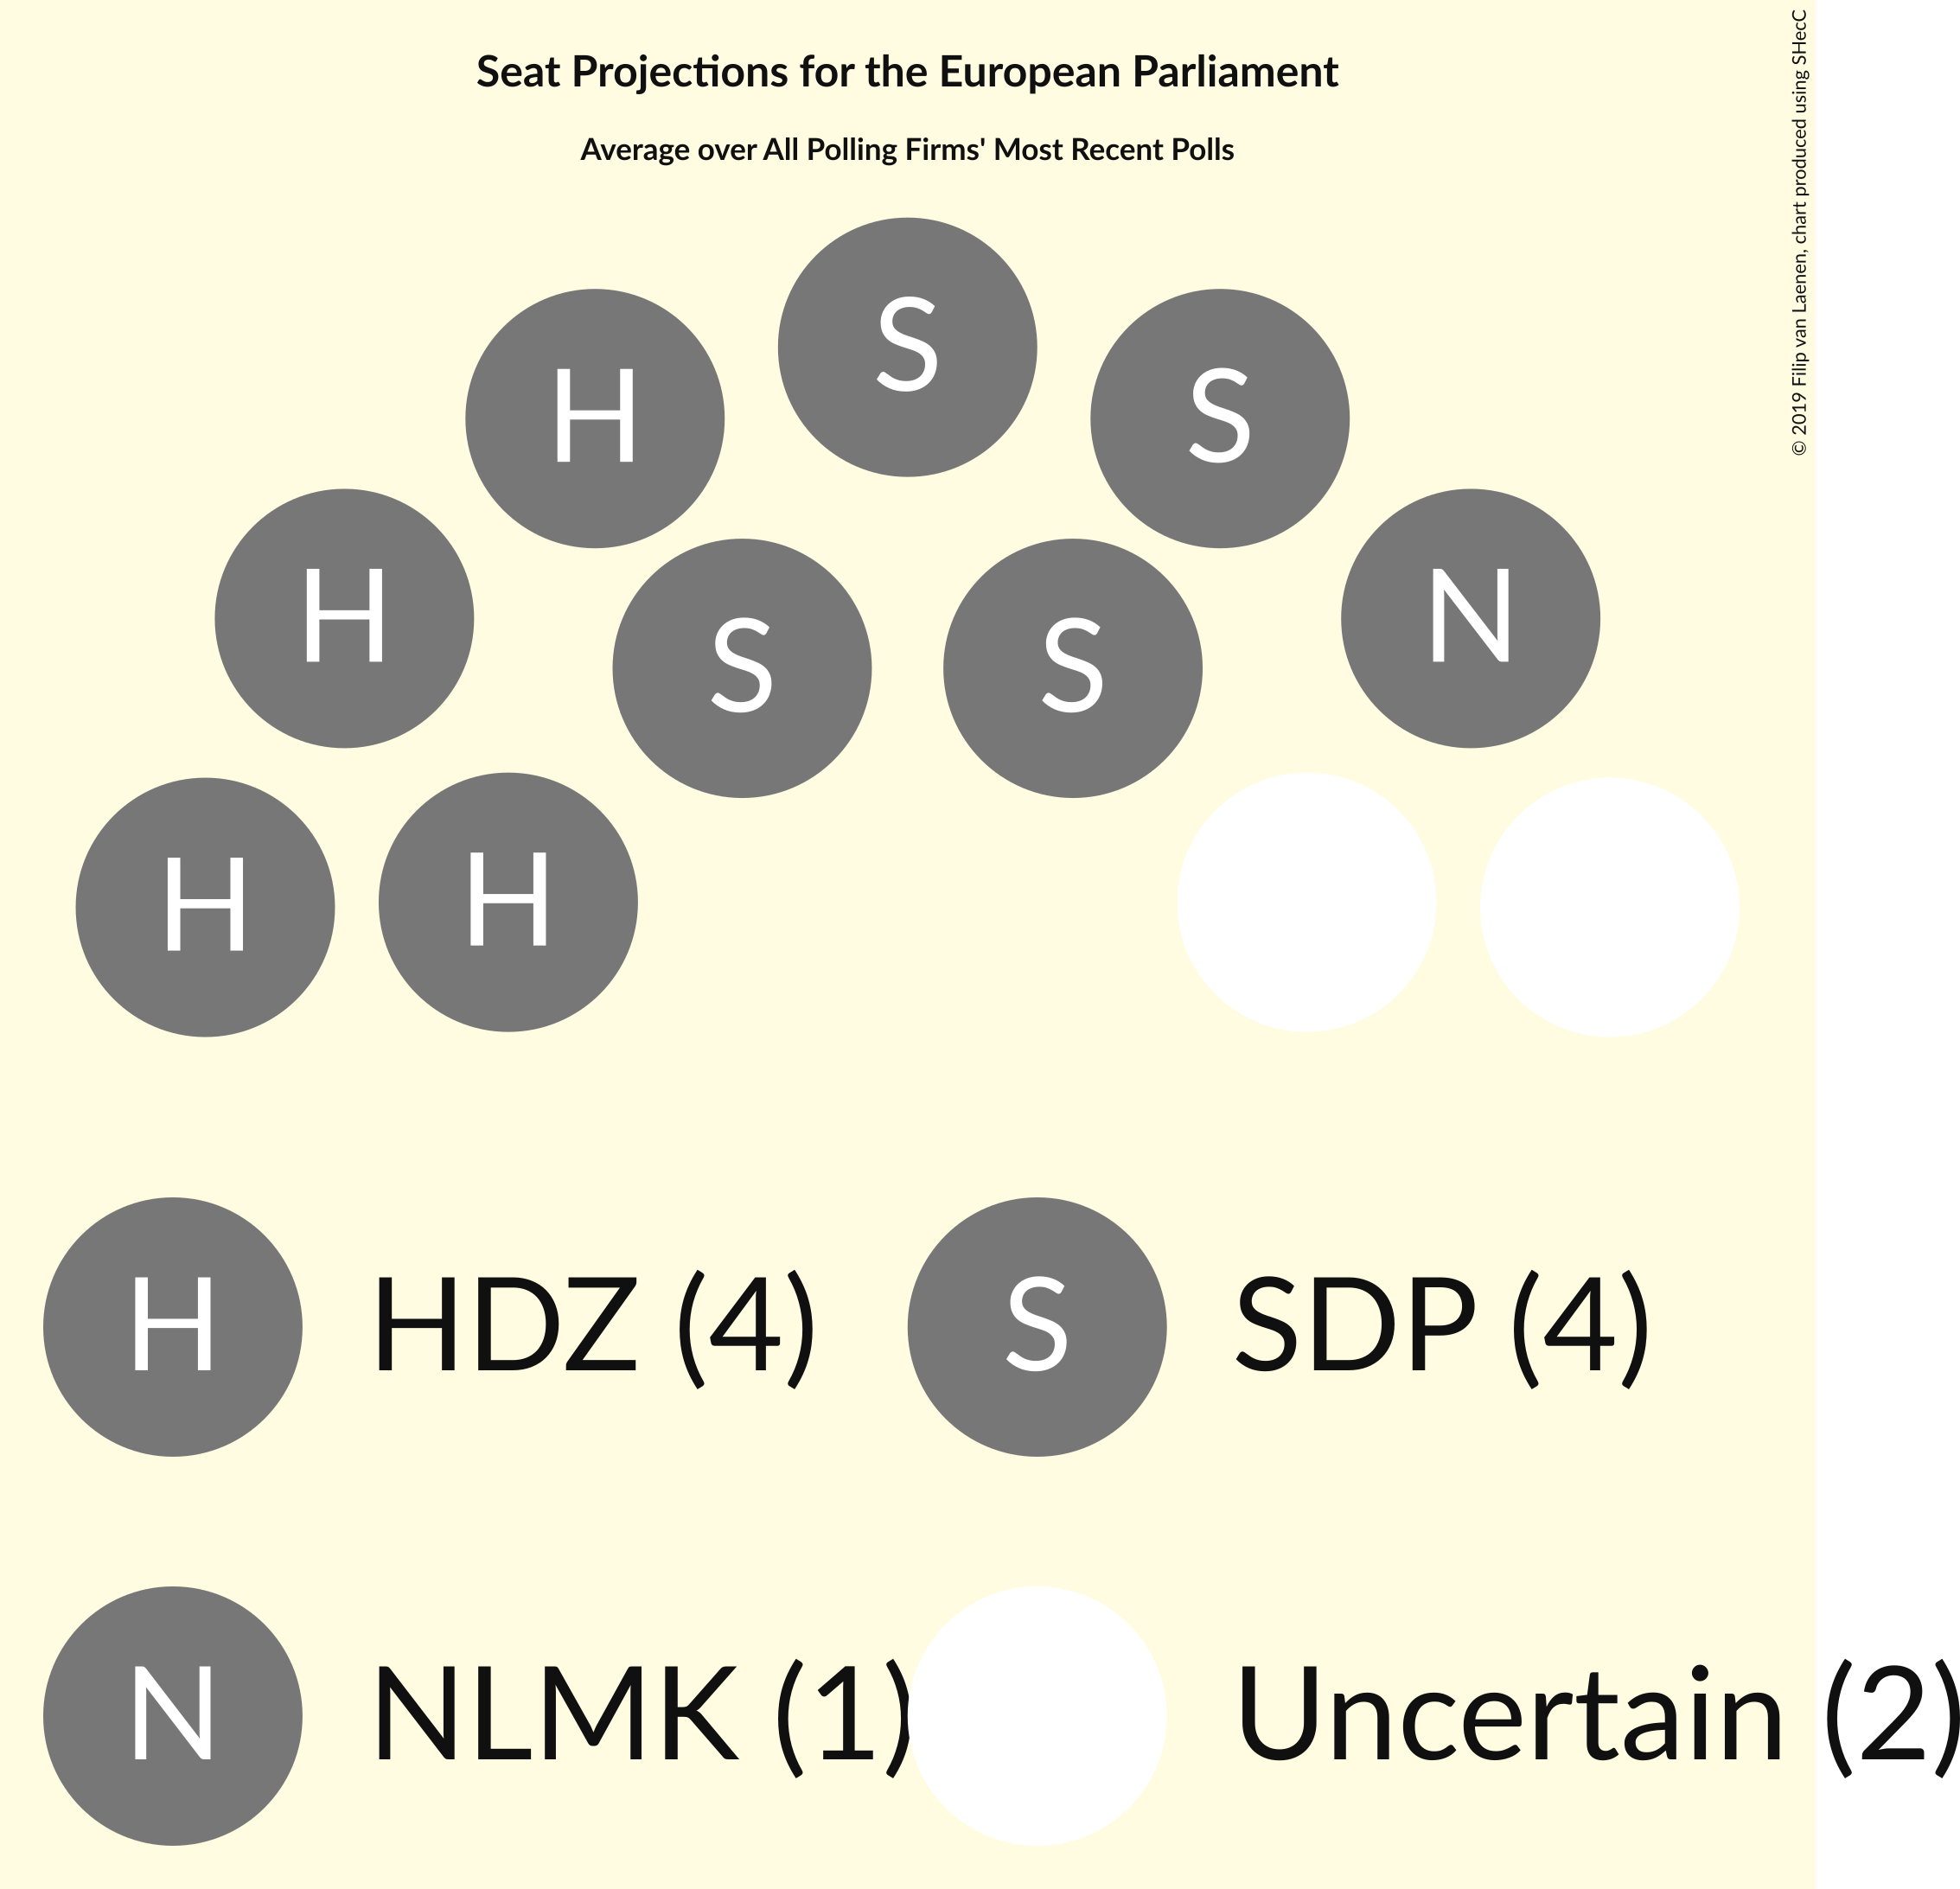 Seat Projections for the European Parliament
Average over All Polling Firms' Most Recent Polls
© 2019 Filip van Laenen, chart produced using SHecC
S
H
S
H
N
S
S
H
H
H HDZ (4) S SDP (4)
N NLMK (1) Uncertain (2)